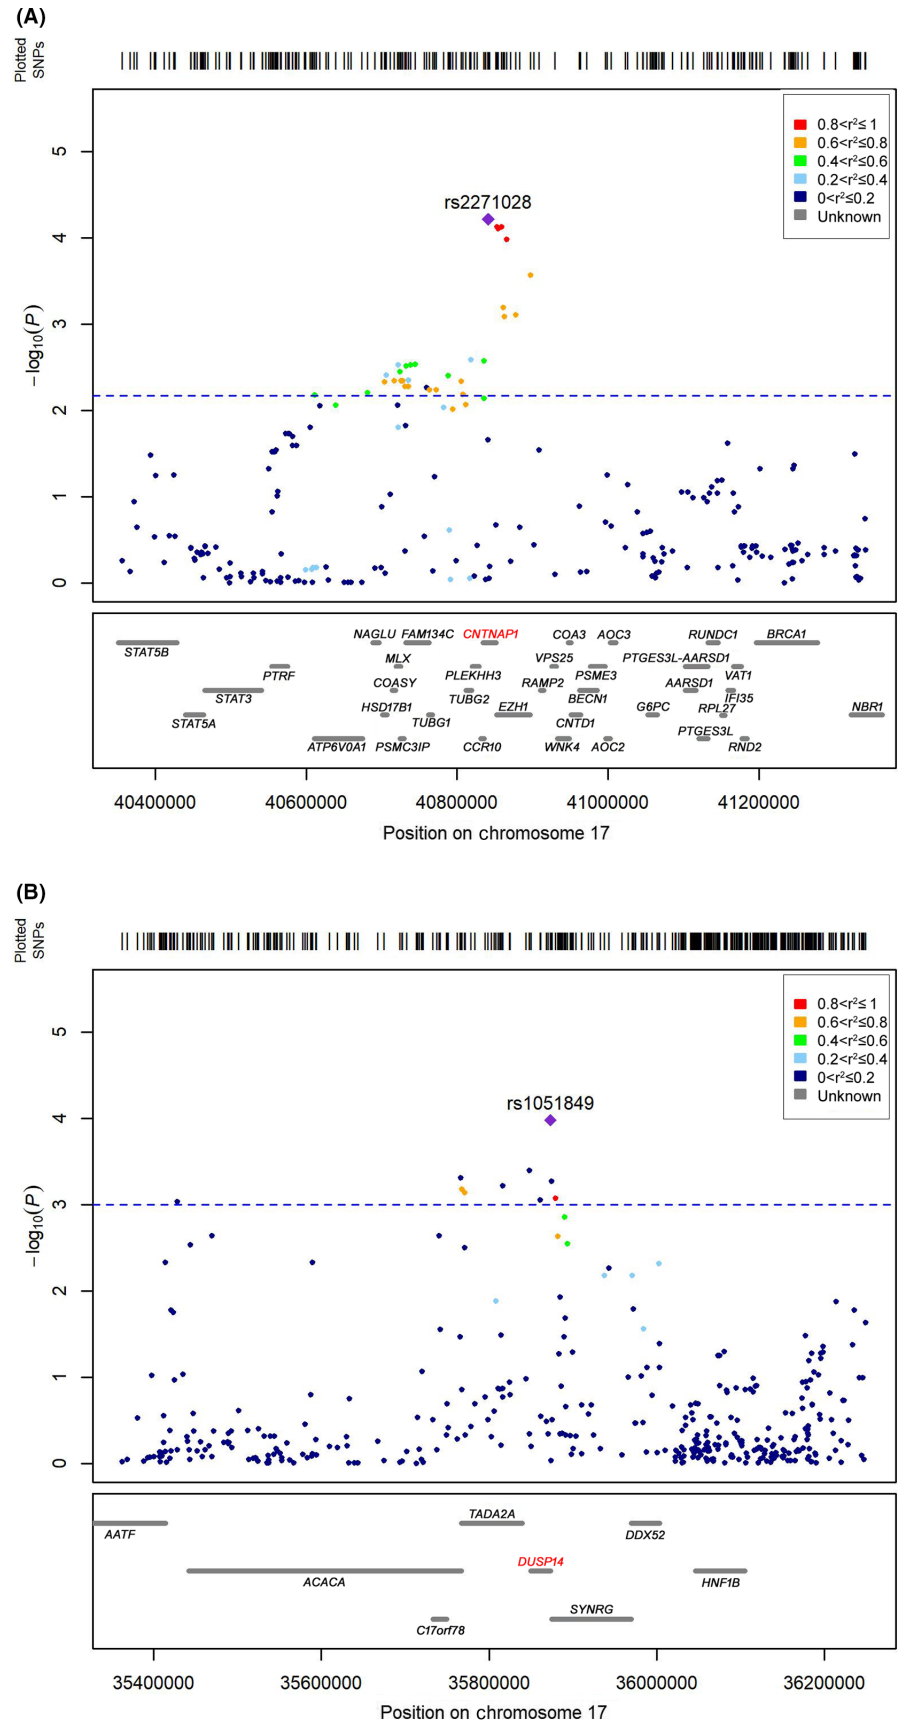 (A)
Plotted
SNPs
0.8<r²≤ 1
0.6<r²≤0.8
0.4<r²≤0.6
0.2<r²≤0.4
0<r²≤0.2
Unknown
rs2271028
5
4
3
2
1
0
−log10(P)
NAGLU FAM134C CNTNAP1 COA3 AOC3 RUNDC1 BRCA1
STAT5B MLX VPS25 PTGES3L-AARSD1
PTRF PLEKHH3 PSME3 VAT1
COASY RAMP2 AARSD1
STAT3 TUBG2 BECN1 IFI35
HSD17B1 EZH1 G6PC RPL27 NBR1
STAT5A TUBG1 CNTD1 PTGES3L
ATP6V0A1 PSMC3IP CCR10 WNK4 AOC2 RND2
40400000 40600000 40800000 41000000 41200000
Position on chromosome 17
(B)
Plotted
SNPs
0.8<r²≤ 1
0.6<r²≤0.8
0.4<r²≤0.6
0.2<r²≤0.4
0<r²≤0.2
Unknown
rs1051849
5
4
3
2
1
0
−log10(P)
TADA2A
AATF DDX52
DUSP14
ACACA HNF1B
SYNRG
C17orf78
35400000 35600000 35800000 36000000 36200000
Position on chromosome 17